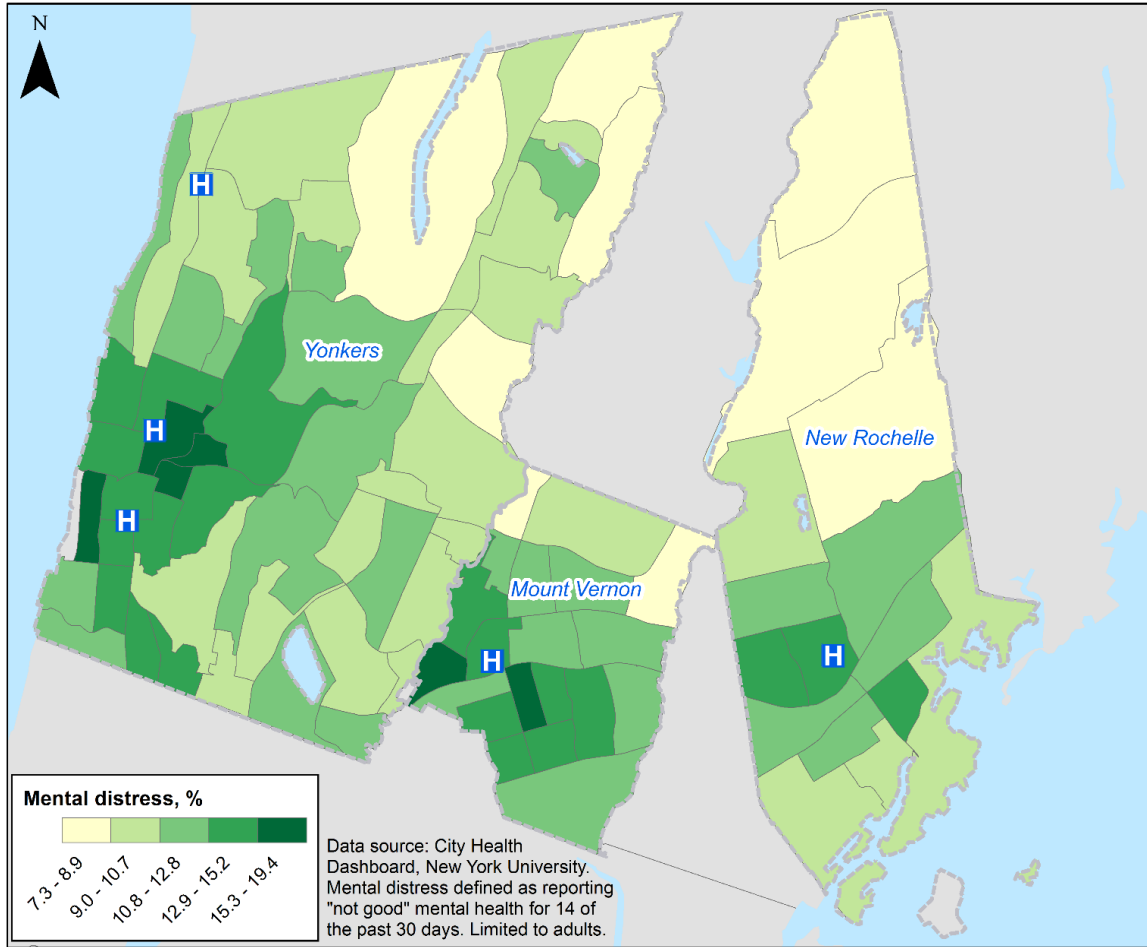 N
H
Yonkers
H
New Rochelle
H
Mount Vernon
H
H
Mental distress, %
7.3 - 8.9
9.0 - 10.7
10.8 - 12.8
12.9 - 15.2
15.3 - 19.4
Data source: City Health
Dashboard, New York University.
Mental distress defined as reporting
"not good" mental health for 14 of
the past 30 days. Limited to adults.